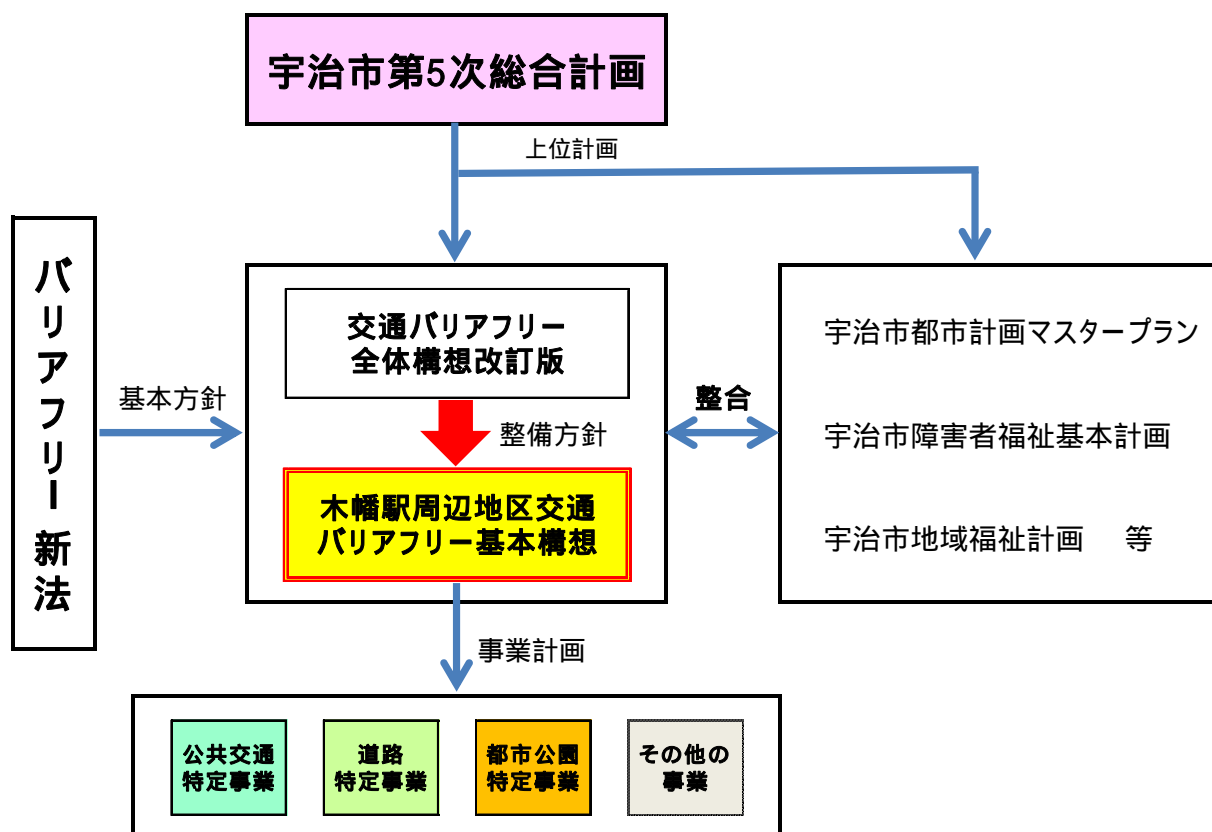 宇治市第5次総合計画
上位計画
バリアフリー新法
基本方針
交通バリアフリー
全体構想改訂版
整備方針
木幡駅周辺地区交通
バリアフリー基本構想
整合
宇治市都市計画マスタープラン
宇治市障害者福祉基本計画
宇治市地域福祉計画　等
事業計画
公共交通
特定事業
道路
特定事業
都市公園
特定事業
その他の
事業